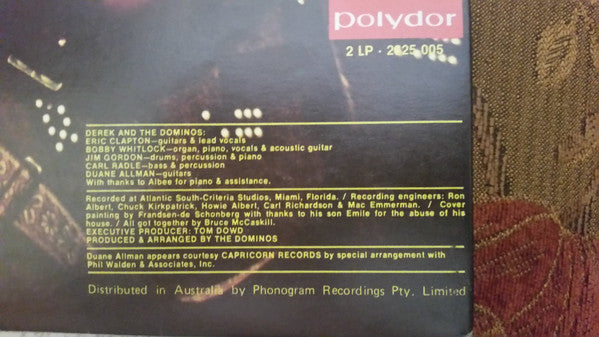 polydor
2 LP · 2625 005
DEREK AND THE DOMINOS:
ERIC CLAPTON—guitars & lead vocals
BOBBY WHITLOCK—organ, piano, vocals & acoustic guitar
JIM GORDON—drums, percussion & piano
CARL RADLE—bass & percussion
DUANE ALLMAN—guitars
With thanks to Albee for piano & assistance.
Recorded at Atlantic South-Criteria Studios, Miami, Florida. / Recording engineers: Ron
Albert, Chuck Kirkpatrick, Howie Albert, Carl Richardson & Mac Emmerman. / Cover
painting by Frandsen-de Schonberg with thanks to his son Emile for the abuse of his
house. / All got together by Bruce McCaskill.
EXECUTIVE PRODUCER: TOM DOWD
PRODUCED & ARRANGED BY THE DOMINOS
Duane Allman appears courtesy CAPRICORN RECORDS by special arrangement with
Phil Walden & Associates, Inc.
Distributed in Australia by Phonogram Recordings Pty. Limited